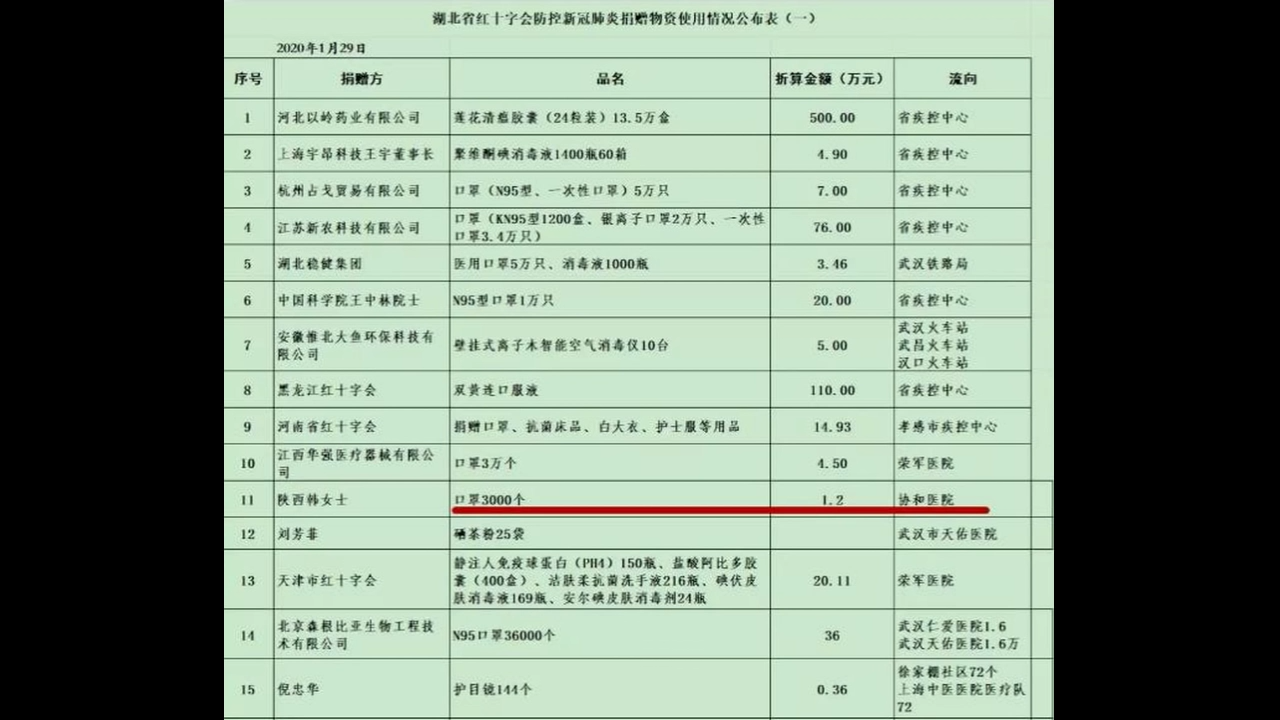 湖北省红十字会防控新冠肺炎捐赠物资使用情况公布表（一）
2020年1月29日
序号 捐赠方 品名 折算金额（万元） 流向
1 河北以岭药业有限公司 莲花清瘟胶囊（24粒装）13.5万盒 500.00 省疾控中心
2 上海宇昂科技王宇董事长 聚维酮碘消毒液1400瓶60箱 4.90 省疾控中心
3 杭州占戈贸易有限公司 口罩（N95型、一次性口罩）5万只 7.00 省疾控中心
4 江苏新农科技有限公司 口罩（KN95型1200盒、银离子口罩2万只、一次性
口罩3.4万只） 76.00 省疾控中心
5 湖北稳健集团 医用口罩5万只、消毒液1000瓶 3.46 武汉铁路局
6 中国科学院王中林院士 N95型口罩1万只 20.00 省疾控中心
7 安徽淮北大鱼环保科技有
限公司 壁挂式离子木智能空气消毒仪10台 5.00 武汉火车站
武昌火车站
汉口火车站
8 黑龙江红十字会 双黄连口服液 110.00 省疾控中心
9 河南省红十字会 捐赠口罩、抗菌床品、白大衣、护士服等用品 14.93 孝感市疾控中心
10 江西华强医疗器械有限公
司 口罩3万个 4.50 荣军医院
11 陕西韩女士 口罩3000个 1.2 协和医院
12 刘芳菲 硒茶粉25袋 武汉市天佑医院
13 天津市红十字会 静注人免疫球蛋白（PH4）150瓶、盐酸阿比多胶
囊（400盒）、洁肤柔抗菌洗手液216瓶、碘伏皮
肤消毒液169瓶、安尔碘皮肤消毒剂24瓶 20.11 荣军医院
14 北京森根比亚生物工程技
术有限公司 N95口罩36000个 36 武汉仁爱医院1.6
武汉天佑医院1.6万
15 倪忠华 护目镜144个 0.36 徐家棚社区72个
上海中医医院医疗队
72